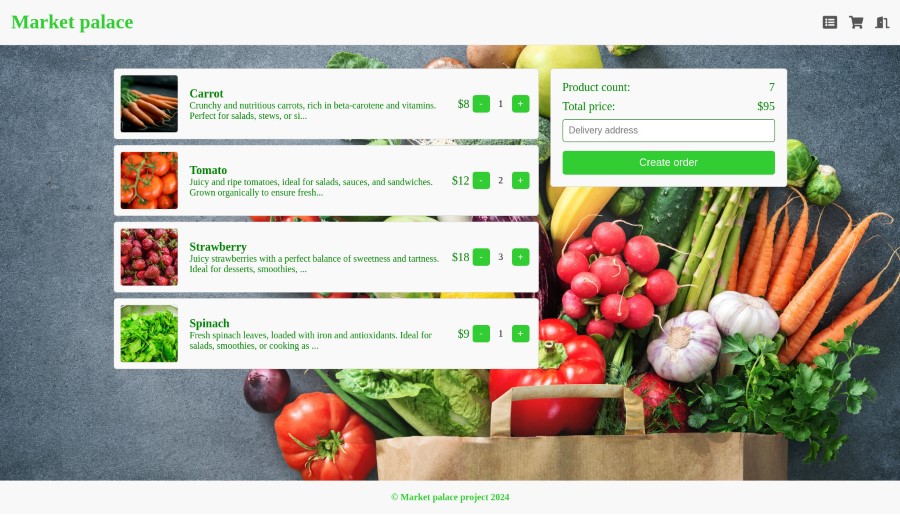 Market palace
Carrot
Crunchy and nutritious carrots, rich in beta-carotene and vitamins.
Perfect for salads, stews, or si...
$8 - 1 +
Tomato
Juicy and ripe tomatoes, ideal for salads, sauces, and sandwiches.
Grown organically to ensure fresh...
$12 - 2 +
Strawberry
Juicy strawberries with a perfect balance of sweetness and tartness.
Ideal for desserts, smoothies, ...
$18 - 3 +
Spinach
Fresh spinach leaves, loaded with iron and antioxidants. Ideal for
salads, smoothies, or cooking as ...
$9 - 1 +
Product count: 7
Total price: $95
Delivery address
Create order
© Market palace project 2024